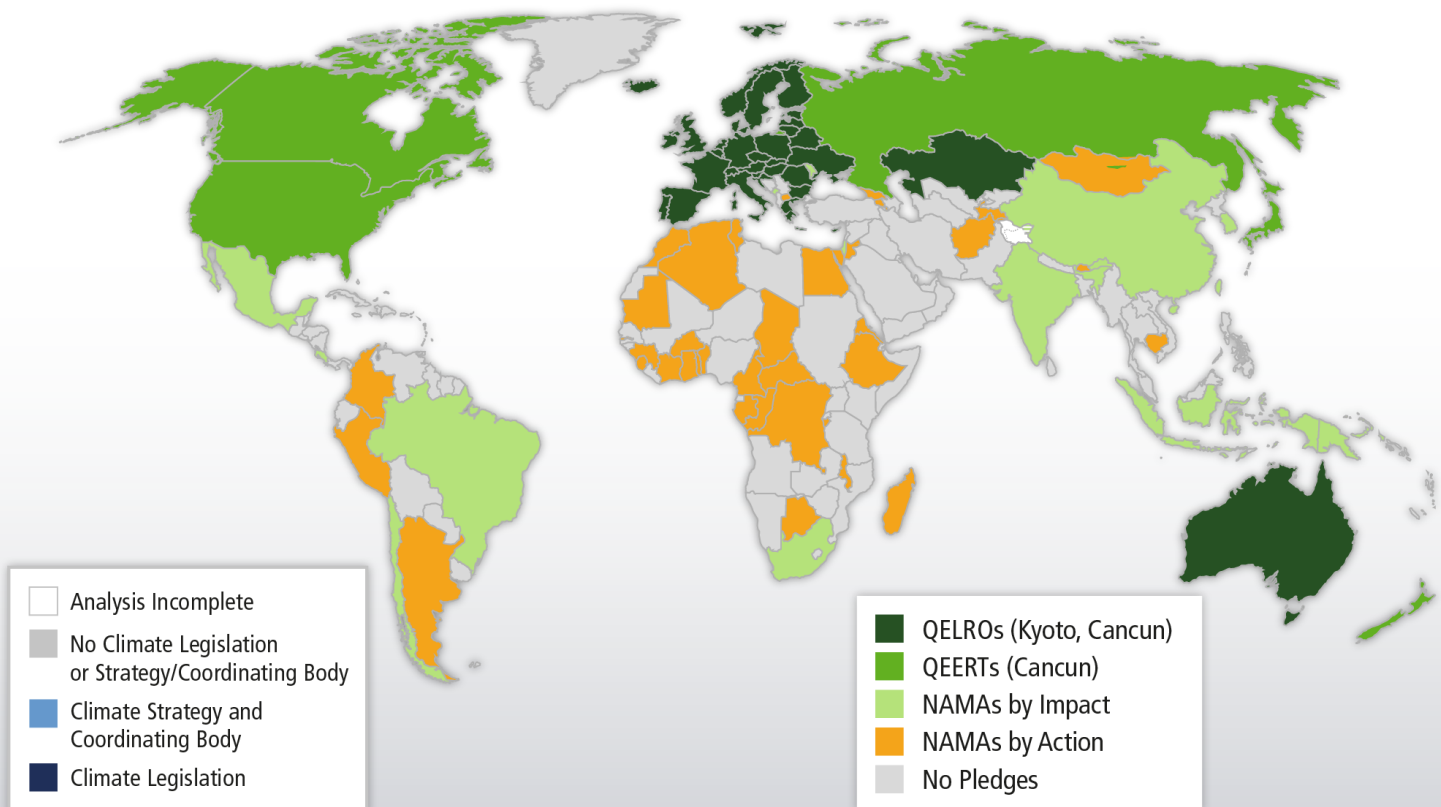 Analysis Incomplete
No Climate Legislation
or Strategy/Coordinating Body
Climate Strategy and
Coordinating Body
Climate Legislation
QELROs (Kyoto, Cancun)
QEERTs (Cancun)
NAMAs by Impact
NAMAs by Action
No Pledges